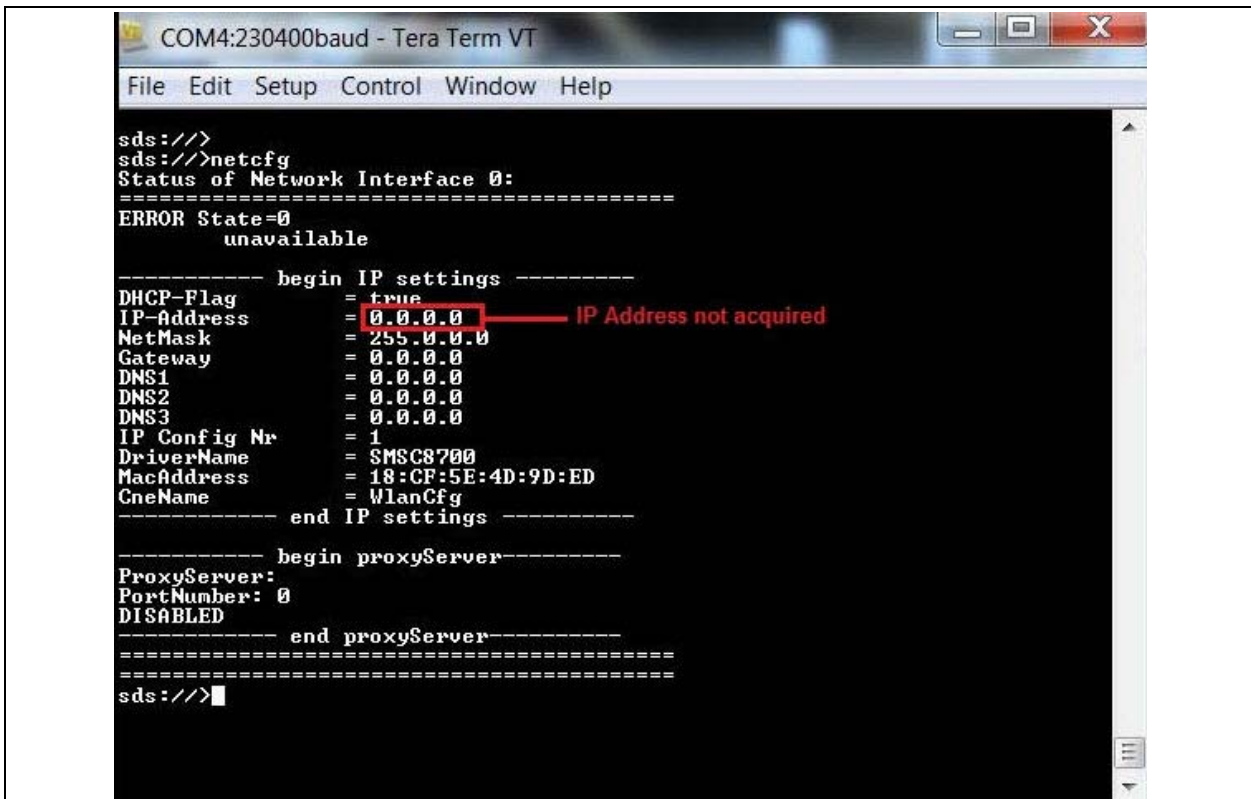 COM4:230400baud - Tera Term VT
File Edit Setup Control Window Help
sds://>
sds://>netcfg
Status of Network Interface 0:
==========================================
ERROR State=0
unavailable
----------- begin IP settings ---------
DHCP-Flag = true
IP-Address = 0.0.0.0 IP Address not acquired
NetMask = 255.0.0.0
Gateway = 0.0.0.0
DNS1 = 0.0.0.0
DNS2 = 0.0.0.0
DNS3 = 0.0.0.0
IP Config Nr = 1
DriverName = SMSC8700
MacAddress = 18:CF:5E:4D:9D:ED
CneName = WlanCfg
------------ end IP settings ----------
----------- begin proxyServer---------
ProxyServer:
PortNumber: 0
DISABLED
------------ end proxyServer----------
==========================================
==========================================
sds://>